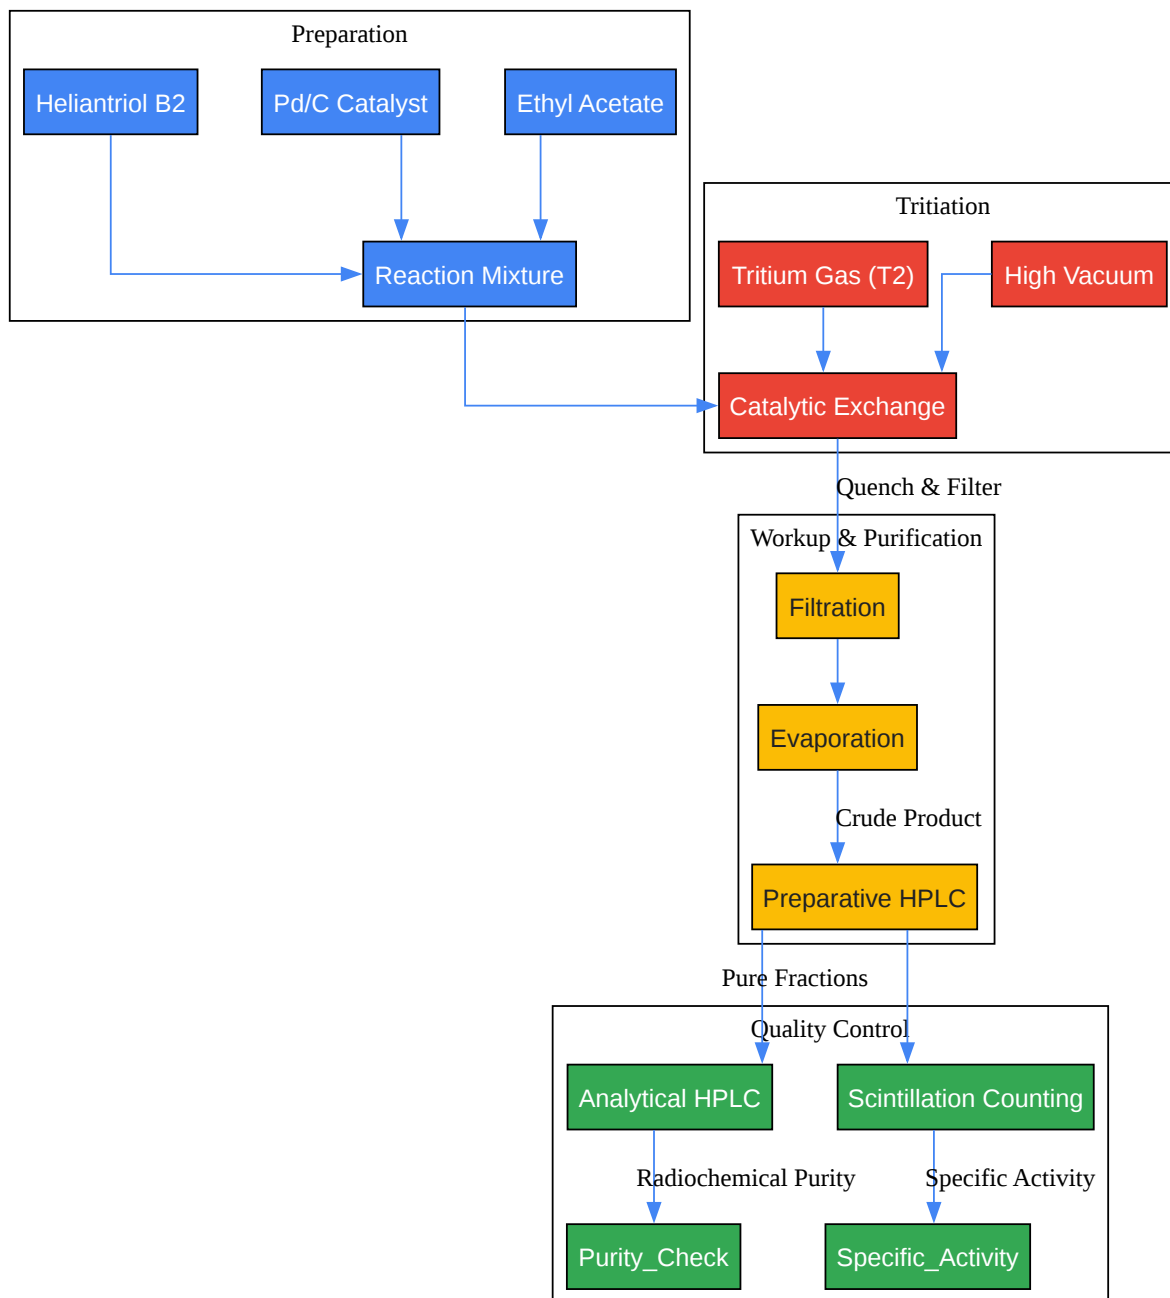 Preparation
Heliantriol B2
Pd/C Catalyst
Ethyl Acetate
Reaction Mixture
Tritiation
Tritium Gas (T2)
High Vacuum
Catalytic Exchange
Quench & Filter
Workup & Purification
Filtration
Evaporation
Crude Product
Preparative HPLC
Pure Fractions
Quality Control
Analytical HPLC
Scintillation Counting
Radiochemical Purity
Specific Activity
Purity_Check
Specific_Activity